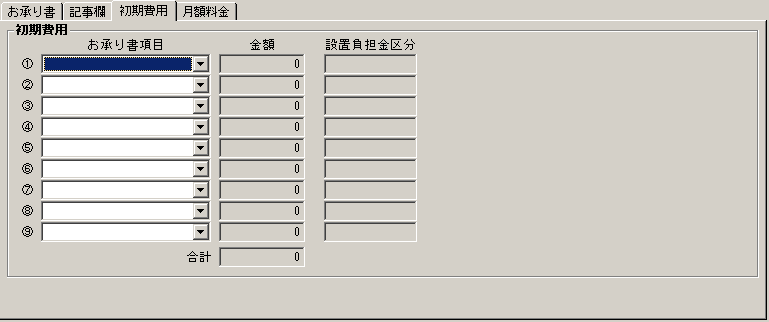 お承り書 記事欄 初期費用 月額料金
初期費用
お承り書項目 金額 設置負担金区分
① 0
② 0
③ 0
④ 0
⑤ 0
⑥ 0
⑦ 0
⑧ 0
⑨ 0
合計 0